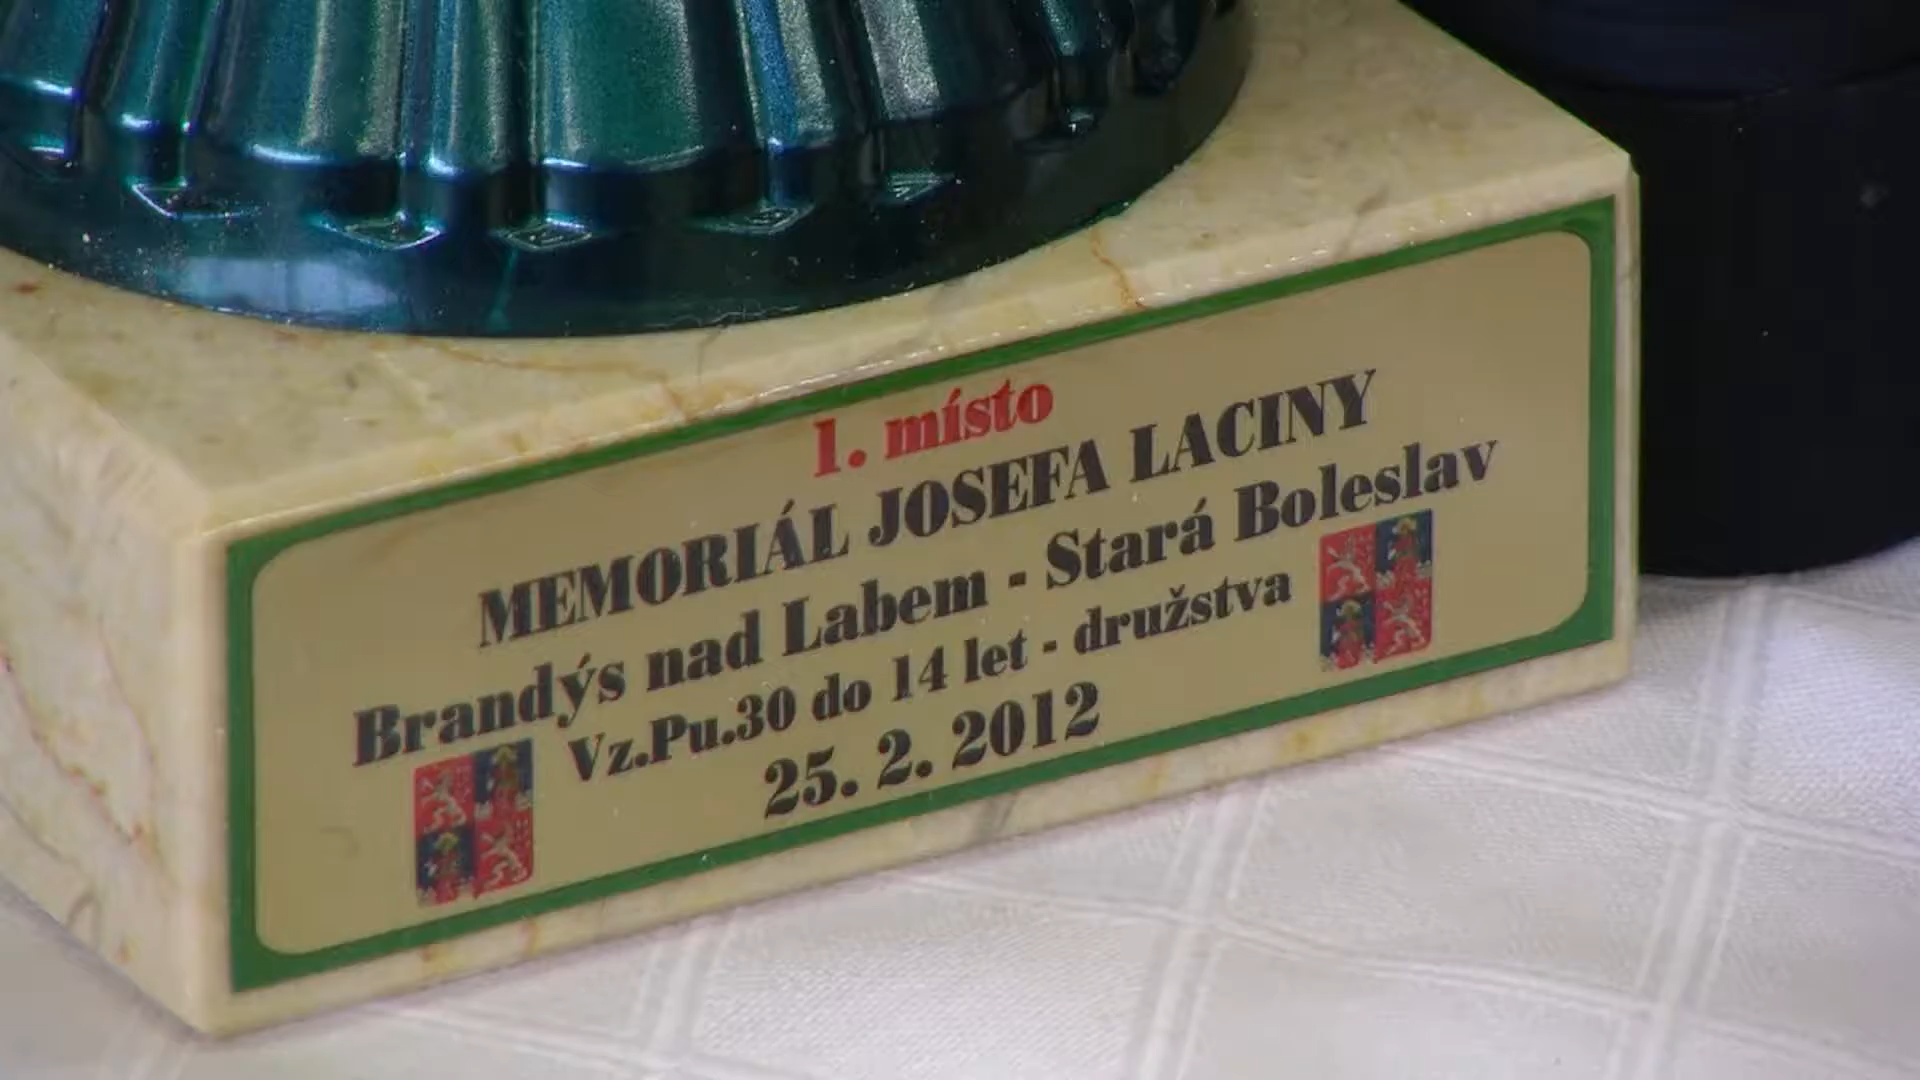 1. místo
MEMORIÁL JOSEFA LACINY
Brandýs nad Labem - Stará Boleslav
Vz.Pu.30 do 14 let - družstva
25. 2. 2012